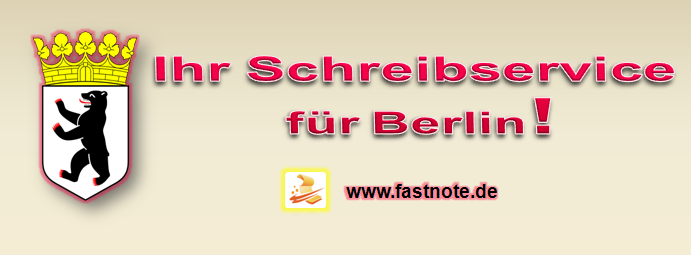 Ihr Schreibservice
für Berlin!
www.fastnote.de